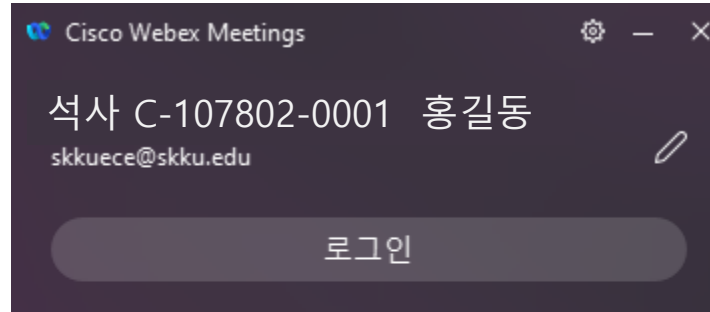 Cisco Webex Meetings
석사 C-107802-0001 홍길동
skkuece@skku.edu
로그인